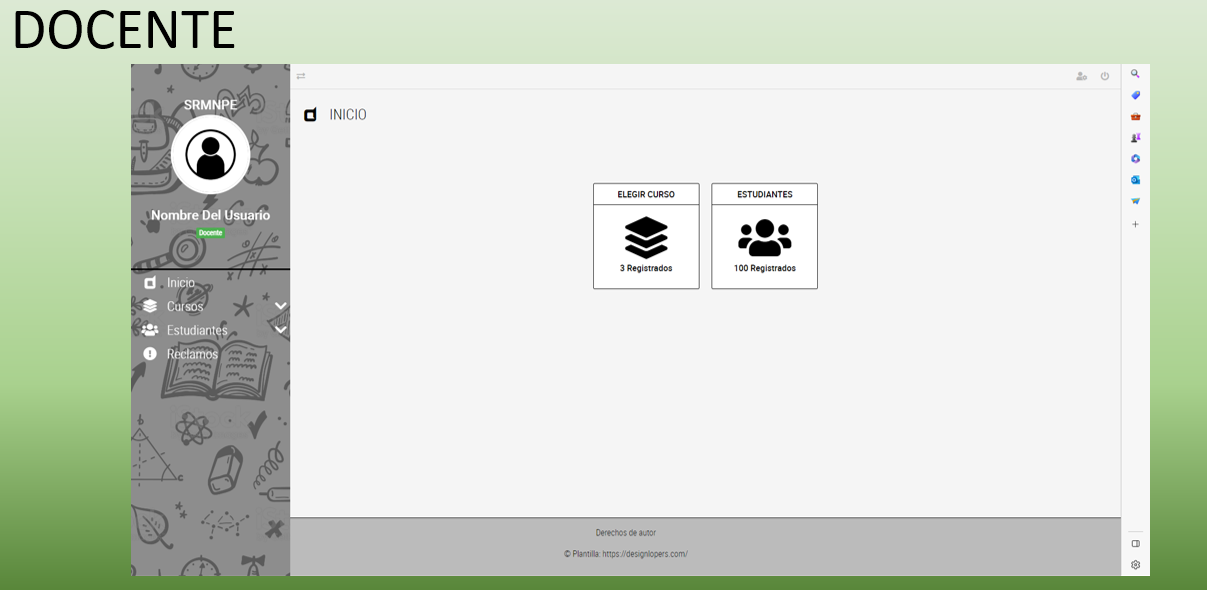 DOCENTE
SRMNPE
Nombre Del Usuario
Docente
Inicio
Cursos
Estudiantes
Reclamos
INICIO
ELEGIR CURSO
3 Registrados
ESTUDIANTES
100 Registrados
Derechos de autor
© Plantilla: https://designlopers.com/